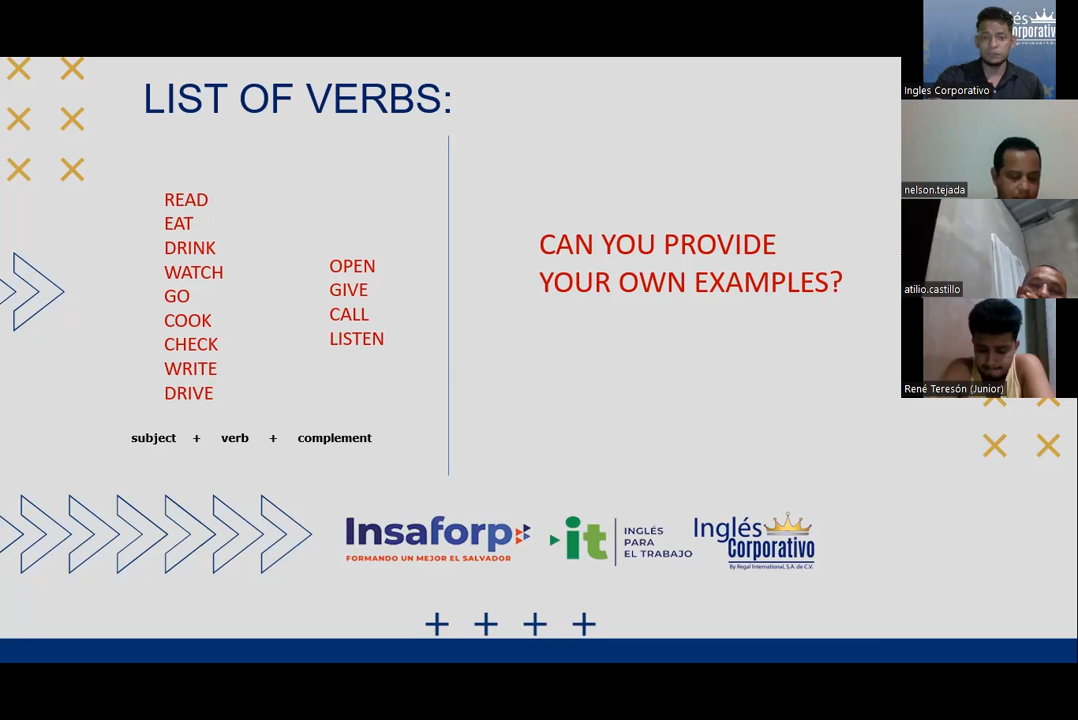 LIST OF VERBS:
READ
EAT
DRINK
WATCH
GO
COOK
CHECK
WRITE
DRIVE
OPEN
GIVE
CALL
LISTEN
subject + verb + complement
CAN YOU PROVIDE
YOUR OWN EXAMPLES?
Insaforp
FORMANDO UN MEJOR EL SALVADOR
it
INGLÉS
PARA
EL TRABAJO
Inglés
Corporativo
By Regal International, S.A. de C.V.
és
orporativo
Ingles Corporativo
nelson.tejada
atilio.castillo
René Teresón (Junior)